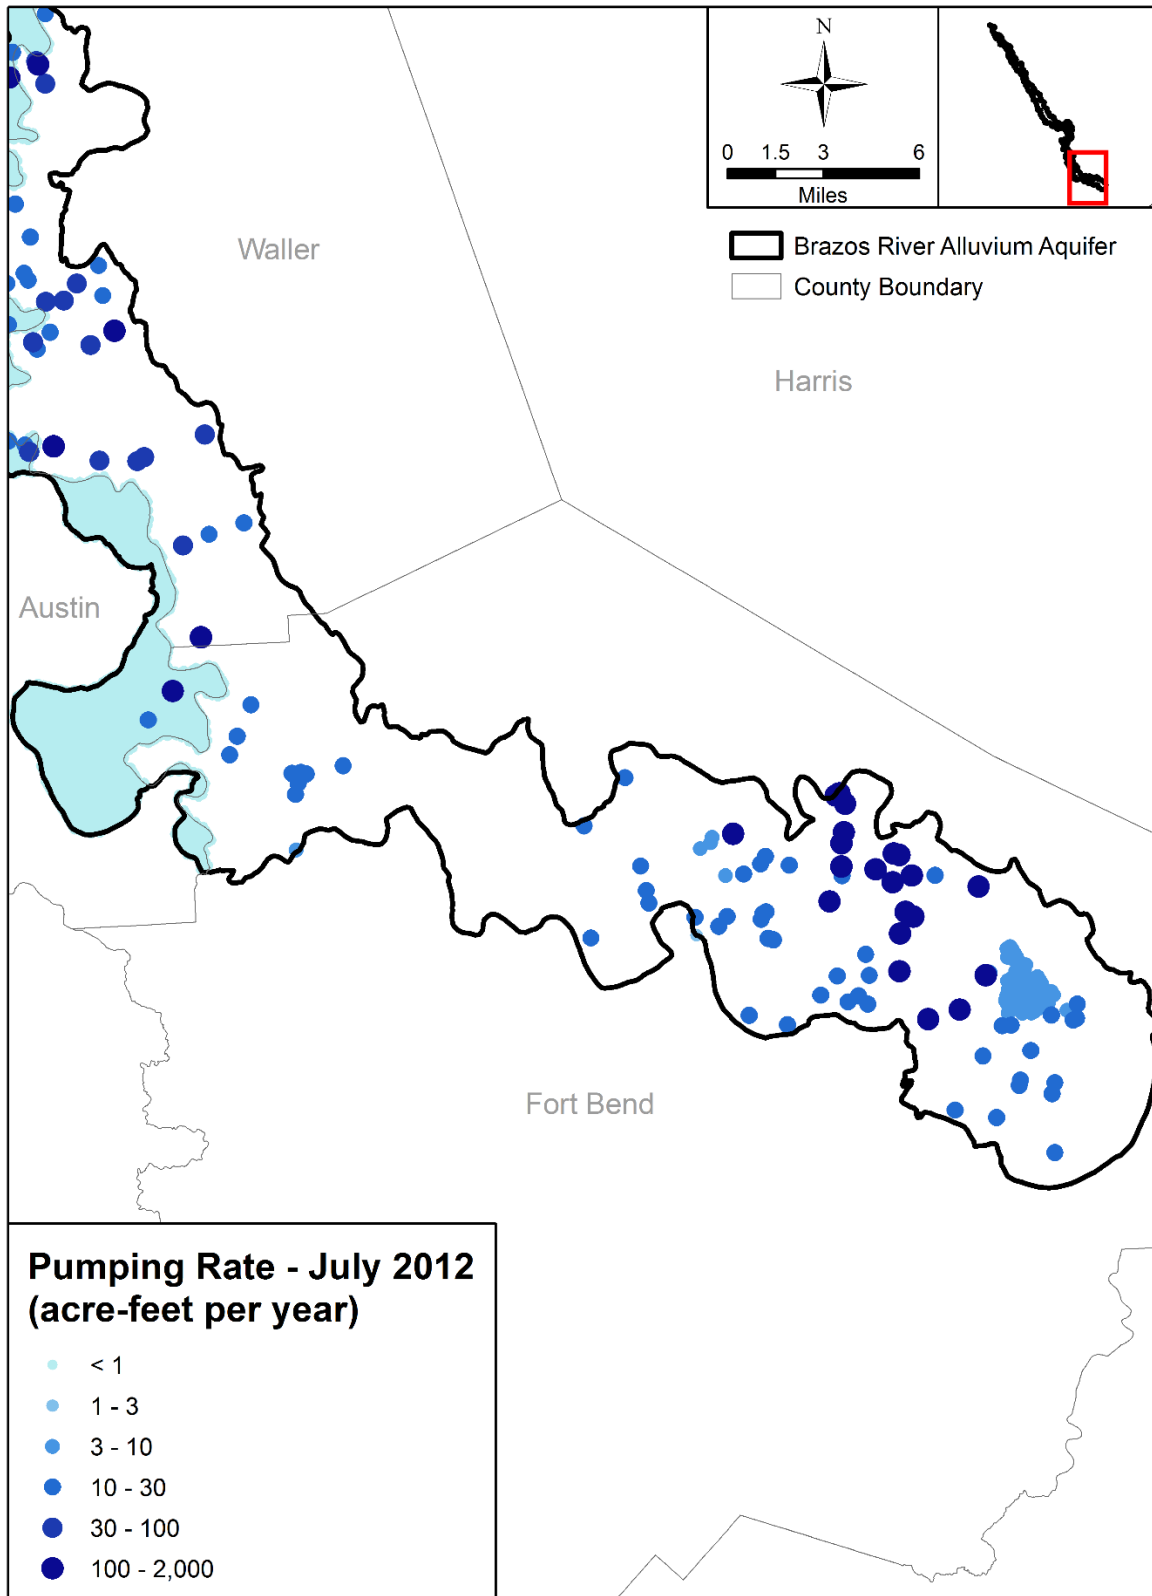 N
0 1.5 3 6
Miles
Brazos River Alluvium Aquifer
County Boundary
Waller
Harris
Austin
Fort Bend
Pumping Rate - July 2012
(acre-feet per year)
< 1
1 - 3
3 - 10
10 - 30
30 - 100
100 - 2,000